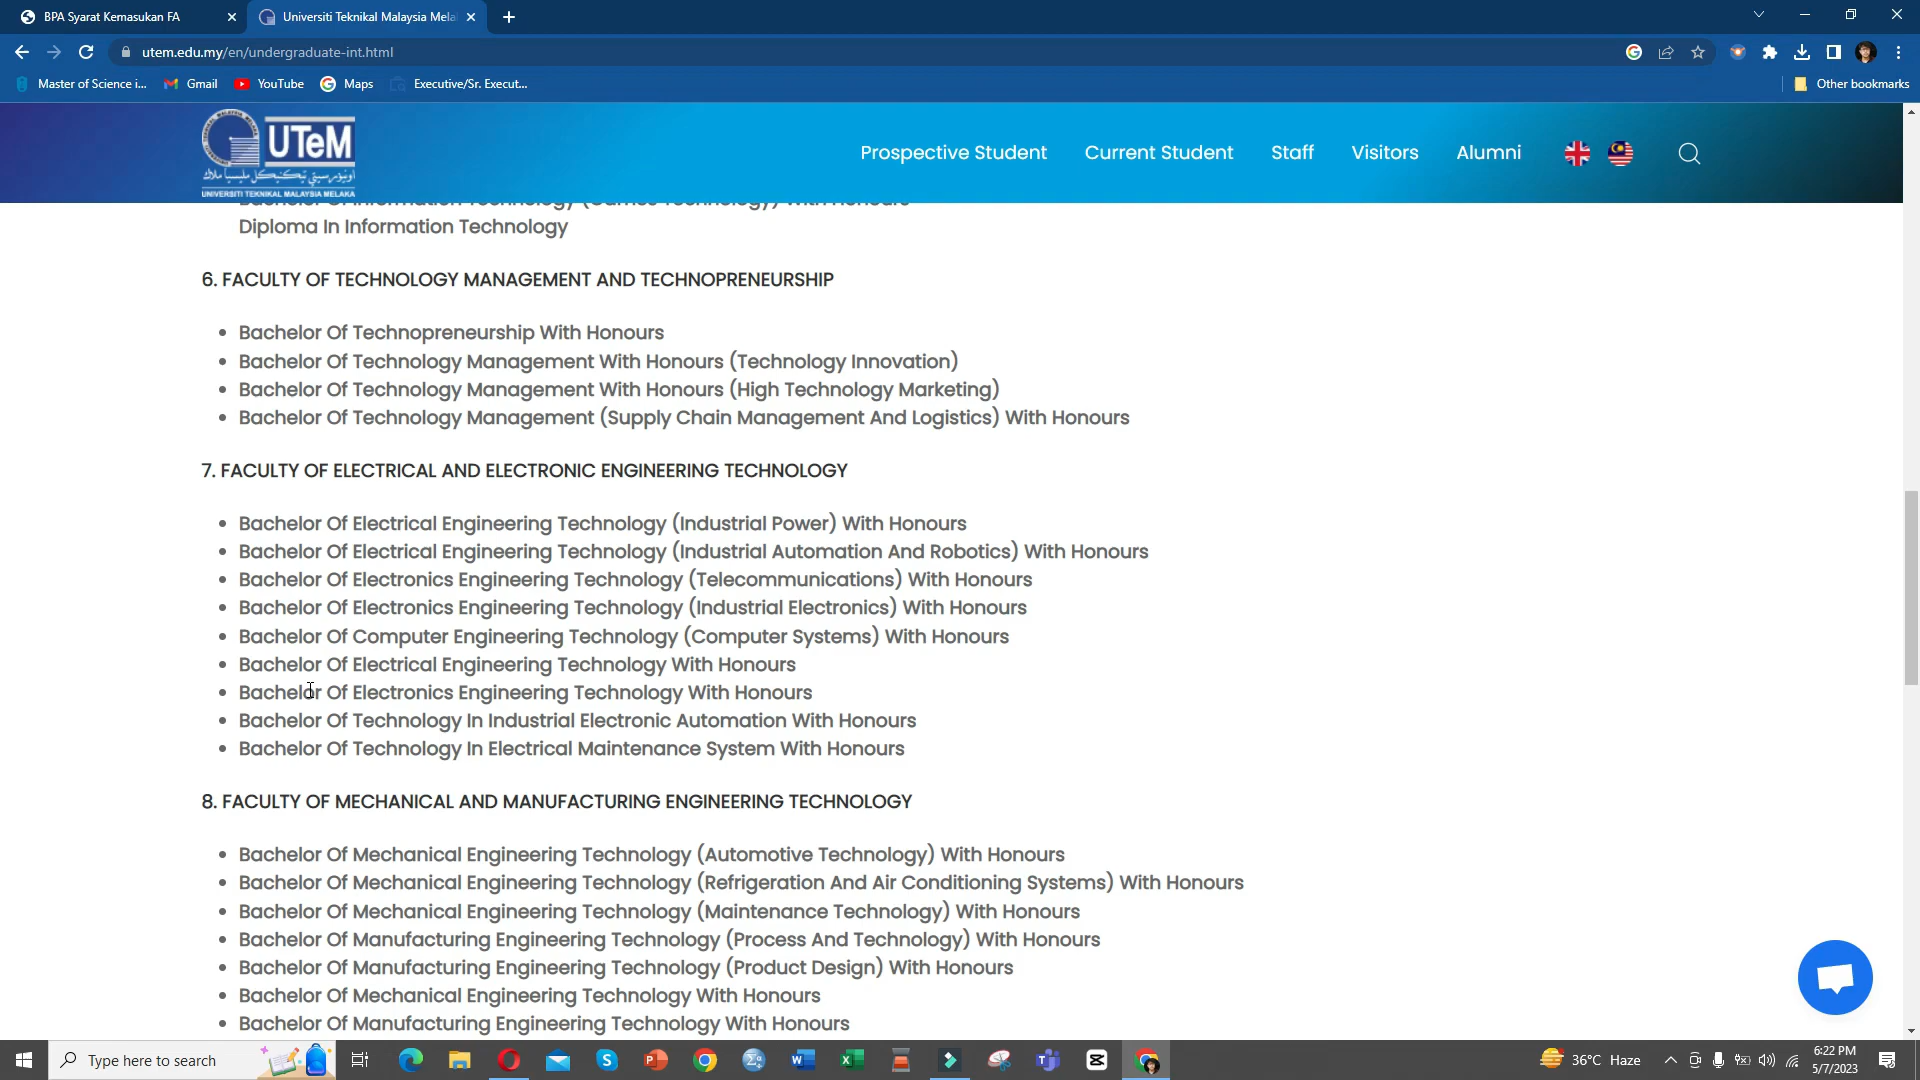 BPA Syarat Kemasukan FA
Universiti Teknikal Malaysia Mela
utem.edu.my/en/undergraduate-int.html
Master of Science i...
Gmail
YouTube
Maps
Executive/Sr. Execut...
Other bookmarks
UTeM
اونيۏرسيتي تيكنيكل مليسيا ملاك
UNIVERSITI TEKNIKAL MALAYSIA MELAKA
Prospective Student
Current Student
Staff
Visitors
Alumni
Bachelor Of Information Technology (Games Technology) With Honours
Diploma In Information Technology
6. FACULTY OF TECHNOLOGY MANAGEMENT AND TECHNOPRENEURSHIP
Bachelor Of Technopreneurship With Honours
Bachelor Of Technology Management With Honours (Technology Innovation)
Bachelor Of Technology Management With Honours (High Technology Marketing)
Bachelor Of Technology Management (Supply Chain Management And Logistics) With Honours
7. FACULTY OF ELECTRICAL AND ELECTRONIC ENGINEERING TECHNOLOGY
Bachelor Of Electrical Engineering Technology (Industrial Power) With Honours
Bachelor Of Electrical Engineering Technology (Industrial Automation And Robotics) With Honours
Bachelor Of Electronics Engineering Technology (Telecommunications) With Honours
Bachelor Of Electronics Engineering Technology (Industrial Electronics) With Honours
Bachelor Of Computer Engineering Technology (Computer Systems) With Honours
Bachelor Of Electrical Engineering Technology With Honours
Bachelor Of Electronics Engineering Technology With Honours
Bachelor Of Technology In Industrial Electronic Automation With Honours
Bachelor Of Technology In Electrical Maintenance System With Honours
8. FACULTY OF MECHANICAL AND MANUFACTURING ENGINEERING TECHNOLOGY
Bachelor Of Mechanical Engineering Technology (Automotive Technology) With Honours
Bachelor Of Mechanical Engineering Technology (Refrigeration And Air Conditioning Systems) With Honours
Bachelor Of Mechanical Engineering Technology (Maintenance Technology) With Honours
Bachelor Of Manufacturing Engineering Technology (Process And Technology) With Honours
Bachelor Of Manufacturing Engineering Technology (Product Design) With Honours
Bachelor Of Mechanical Engineering Technology With Honours
Bachelor Of Manufacturing Engineering Technology With Honours
Type here to search
36°C Haze
6:22 PM
5/7/2023